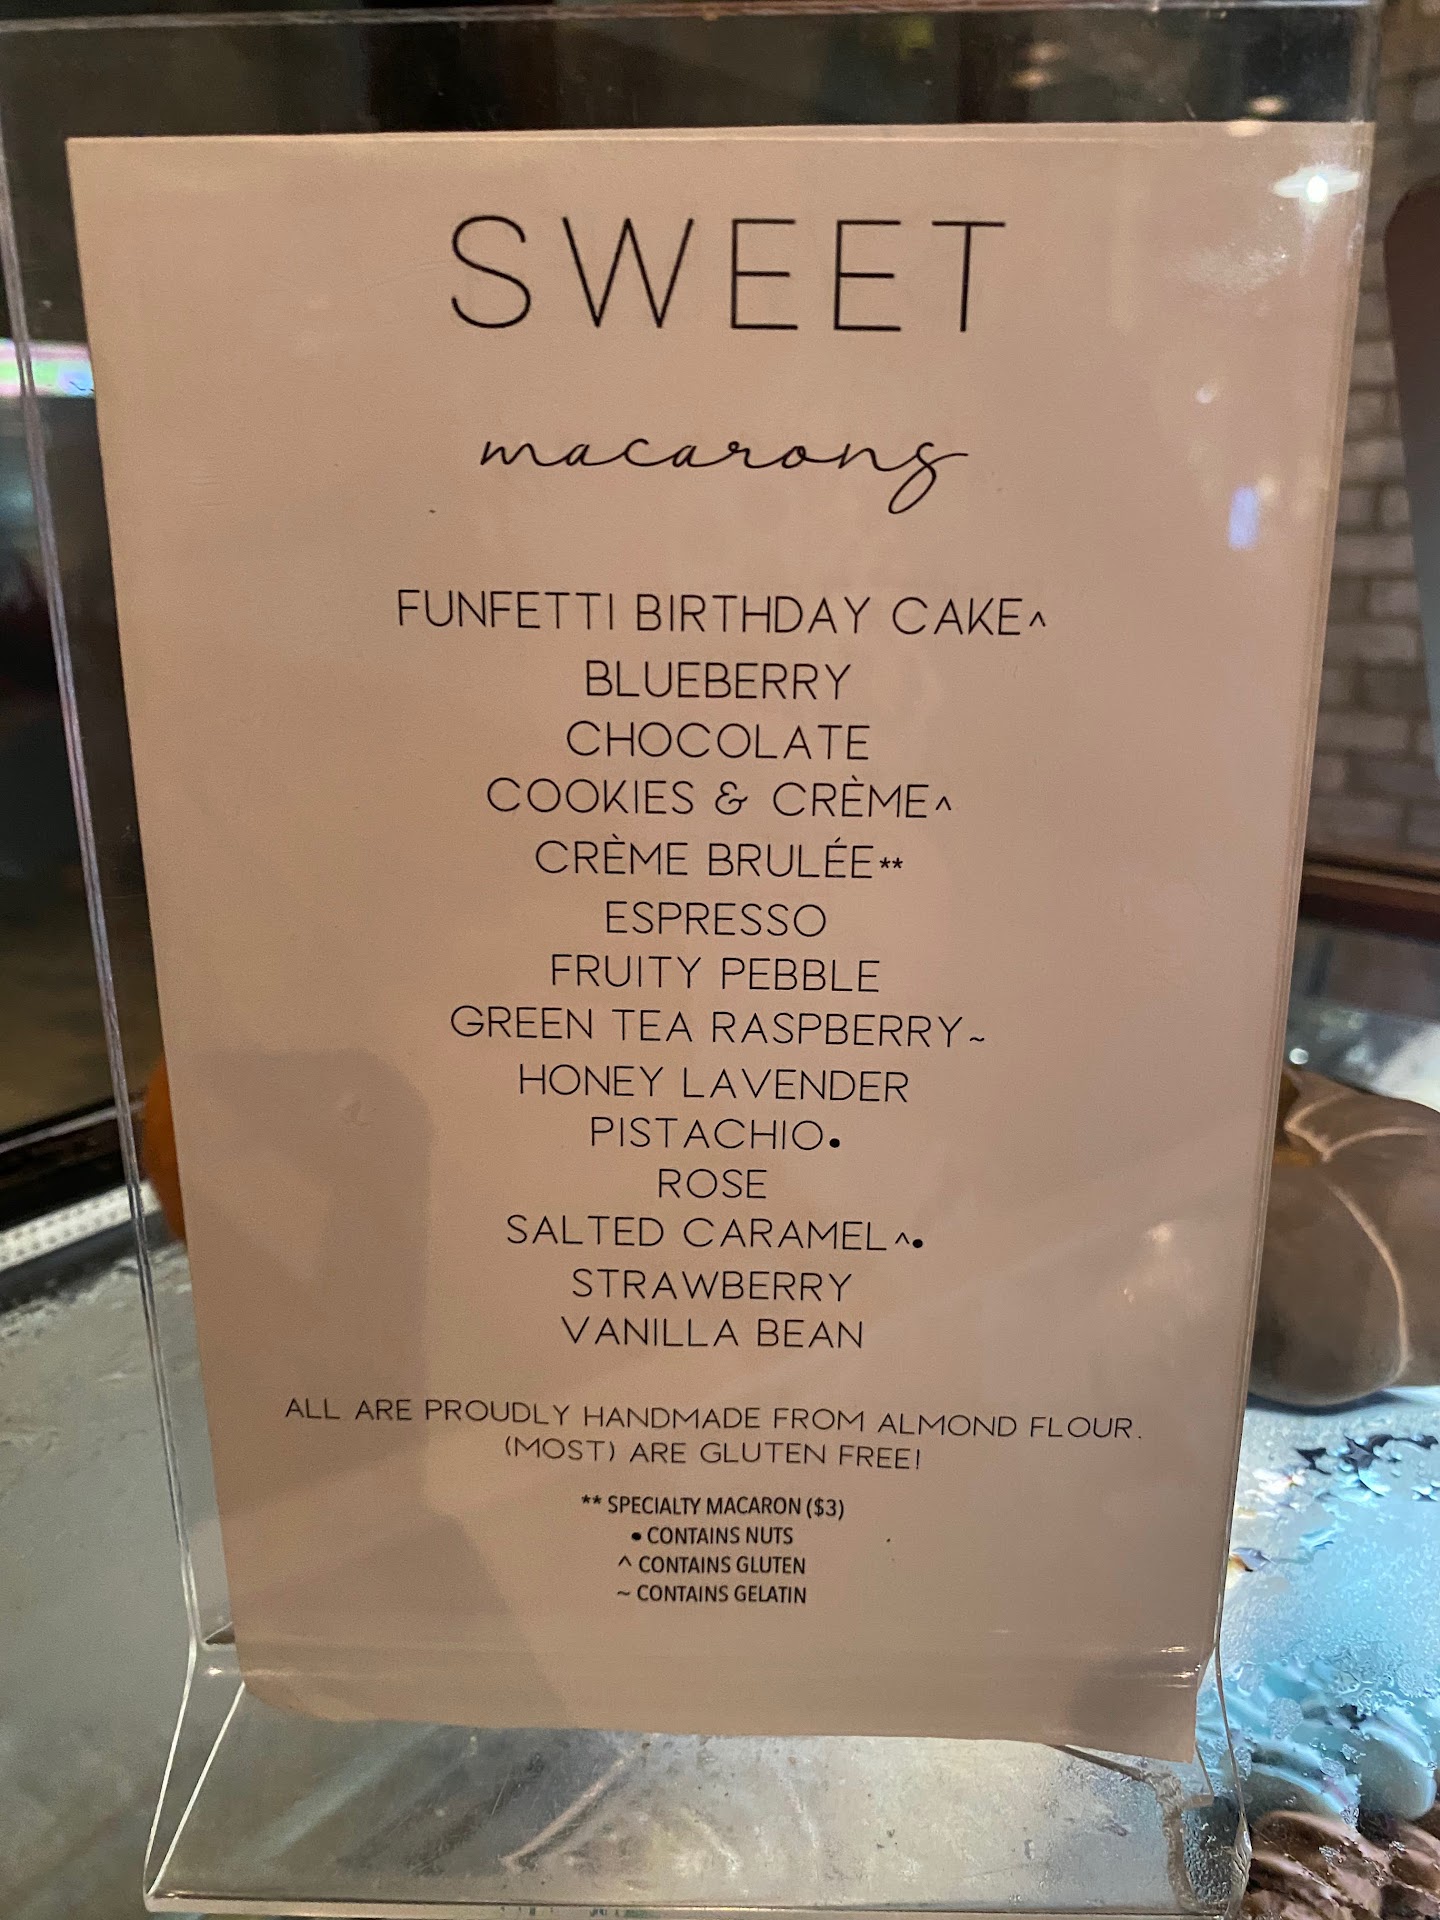 SWEET
macarons
FUNFETTI BIRTHDAY CAKE^
BLUEBERRY
CHOCOLATE
COOKIES & CRÈME^
CRÈME BRULÉE**
ESPRESSO
FRUITY PEBBLE
GREEN TEA RASPBERRY~
HONEY LAVENDER
PISTACHIO•
ROSE
SALTED CARAMEL^•
STRAWBERRY
VANILLA BEAN
ALL ARE PROUDLY HANDMADE FROM ALMOND FLOUR.
(MOST) ARE GLUTEN FREE!
** SPECIALTY MACARON ($3)
• CONTAINS NUTS
^ CONTAINS GLUTEN
~ CONTAINS GELATIN